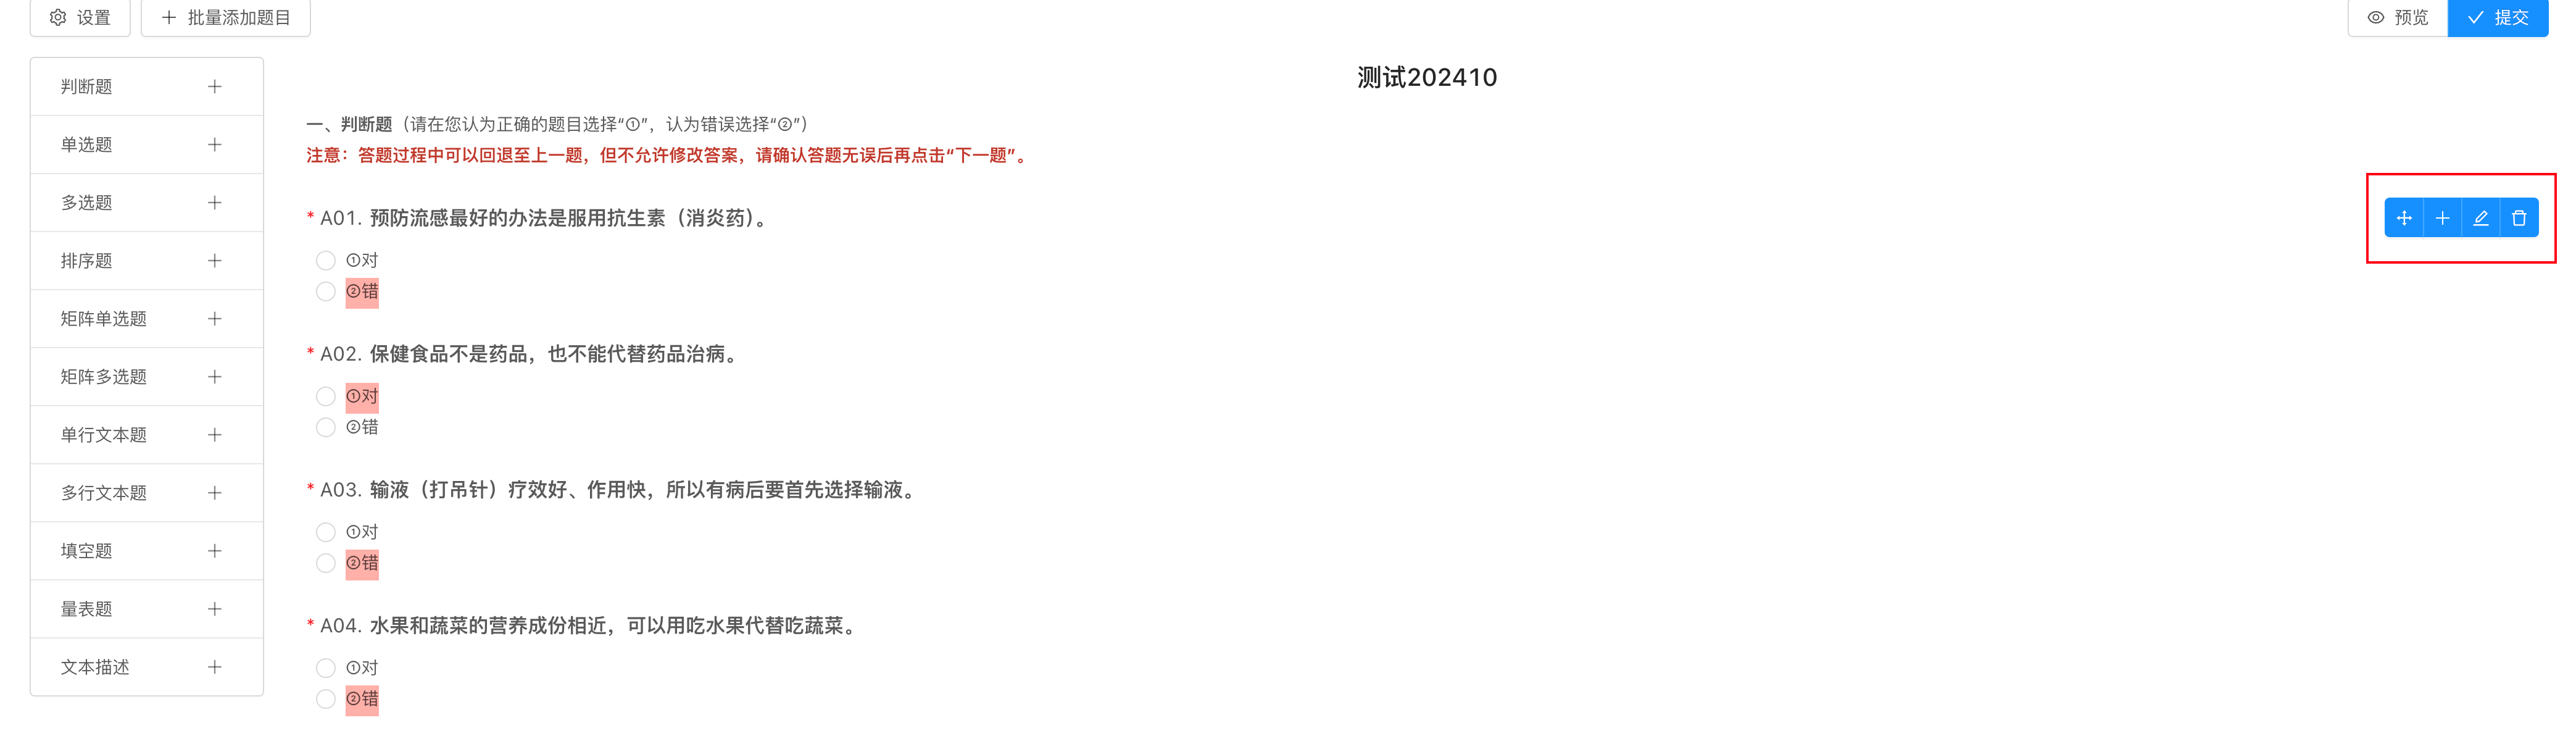 设置
批量添加题目
预览
提交
判断题
单选题
多选题
排序题
矩阵单选题
矩阵多选题
单行文本题
多行文本题
填空题
量表题
文本描述
测试202410
一、判断题（请在您认为正确的题目选择“①”，认为错误选择“②”）
注意：答题过程中可以回退至上一题，但不允许修改答案，请确认答题无误后再点击“下一题”。
* A01. 预防流感最好的办法是服用抗生素（消炎药）。
①对
②错
* A02. 保健食品不是药品，也不能代替药品治病。
①对
②错
* A03. 输液（打吊针）疗效好、作用快，所以有病后要首先选择输液。
①对
②错
* A04. 水果和蔬菜的营养成份相近，可以用吃水果代替吃蔬菜。
①对
②错